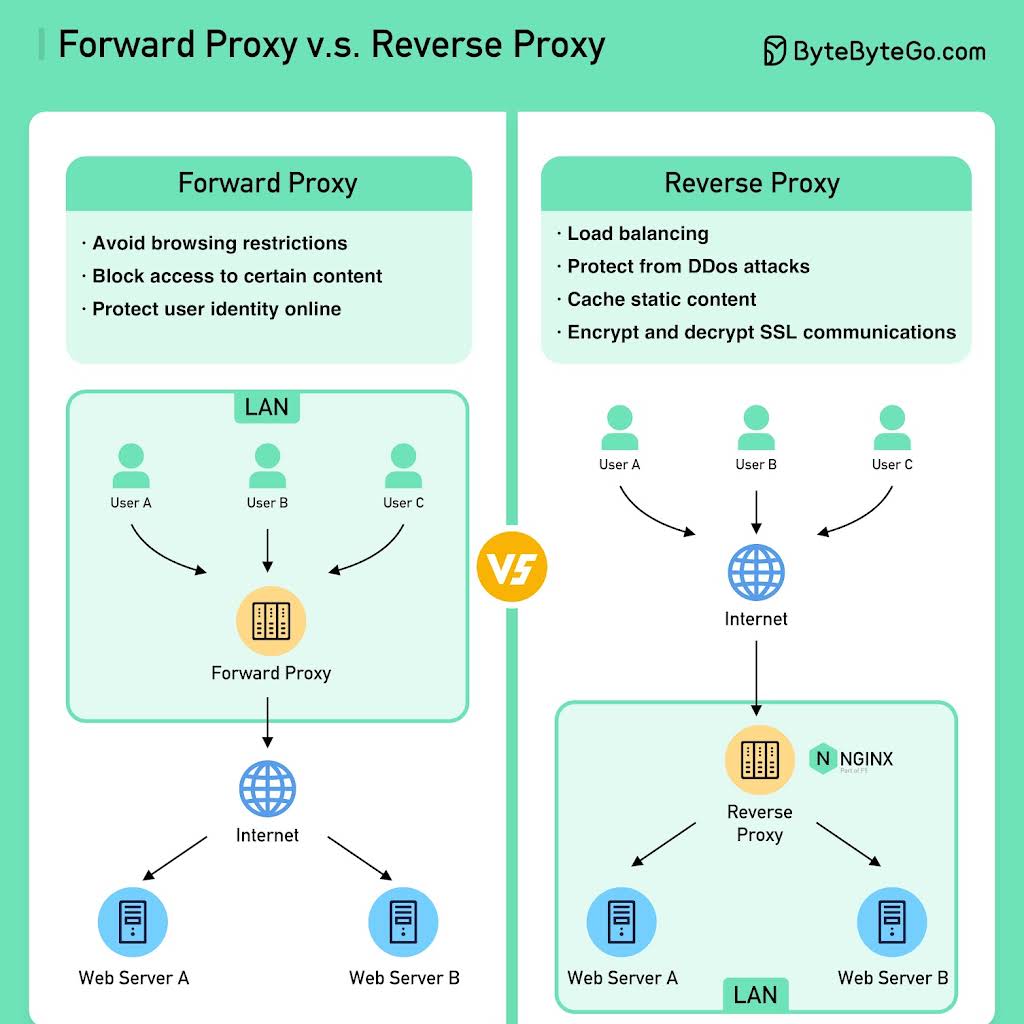 Forward Proxy v.s. Reverse Proxy
ByteByteGo.com
Forward Proxy
· Avoid browsing restrictions
· Block access to certain content
· Protect user identity online
LAN
User A
User B
User C
Forward Proxy
Internet
Web Server A
Web Server B
VS
Reverse Proxy
· Load balancing
· Protect from DDos attacks
· Cache static content
· Encrypt and decrypt SSL communications
User A
User B
User C
Internet
N NGINX
Part of F5
Reverse
Proxy
Web Server A
Web Server B
LAN